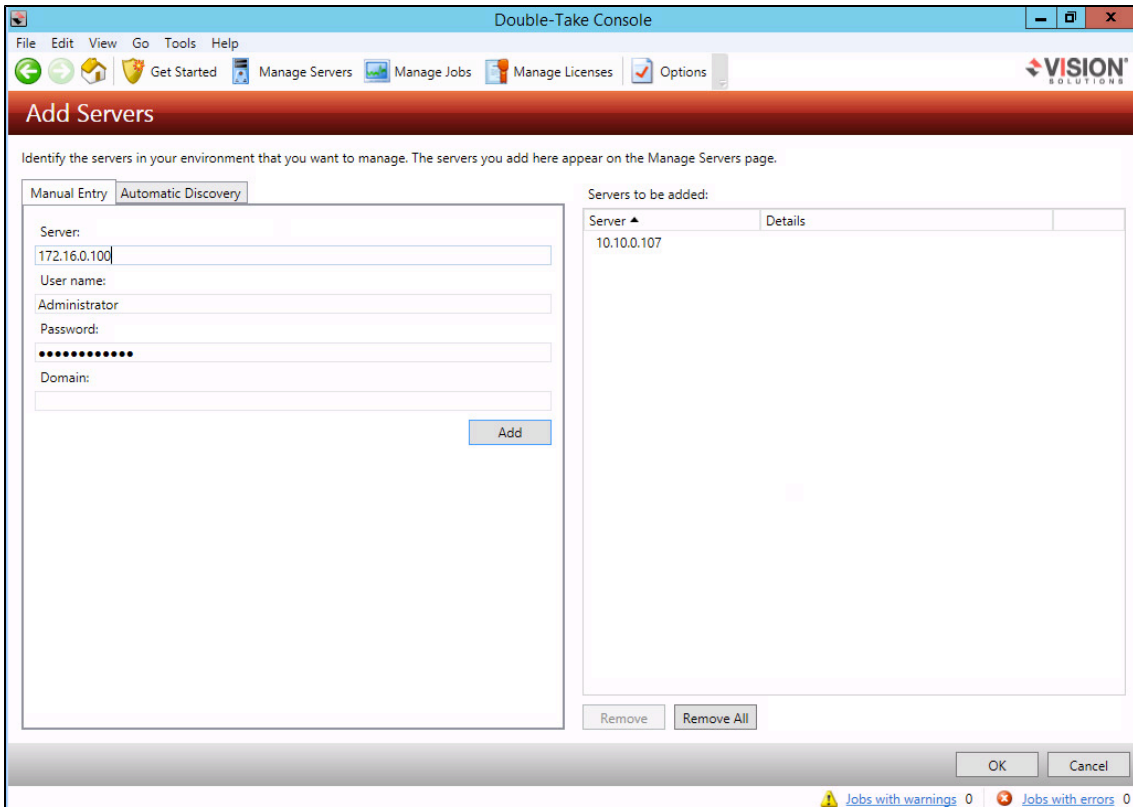 Double-Take Console
File Edit View Go Tools Help
Get Started Manage Servers Manage Jobs Manage Licenses Options
VISION
SOLUTIONS
Add Servers
Identify the servers in your environment that you want to manage. The servers you add here appear on the Manage Servers page.
Manual Entry Automatic Discovery
Server:
172.16.0.100
User name:
Administrator
Password:
●●●●●●●●●●●●
Domain:
Add
Servers to be added:
Server Details
10.10.0.107
Remove Remove All
OK Cancel
Jobs with warnings 0 Jobs with errors 0